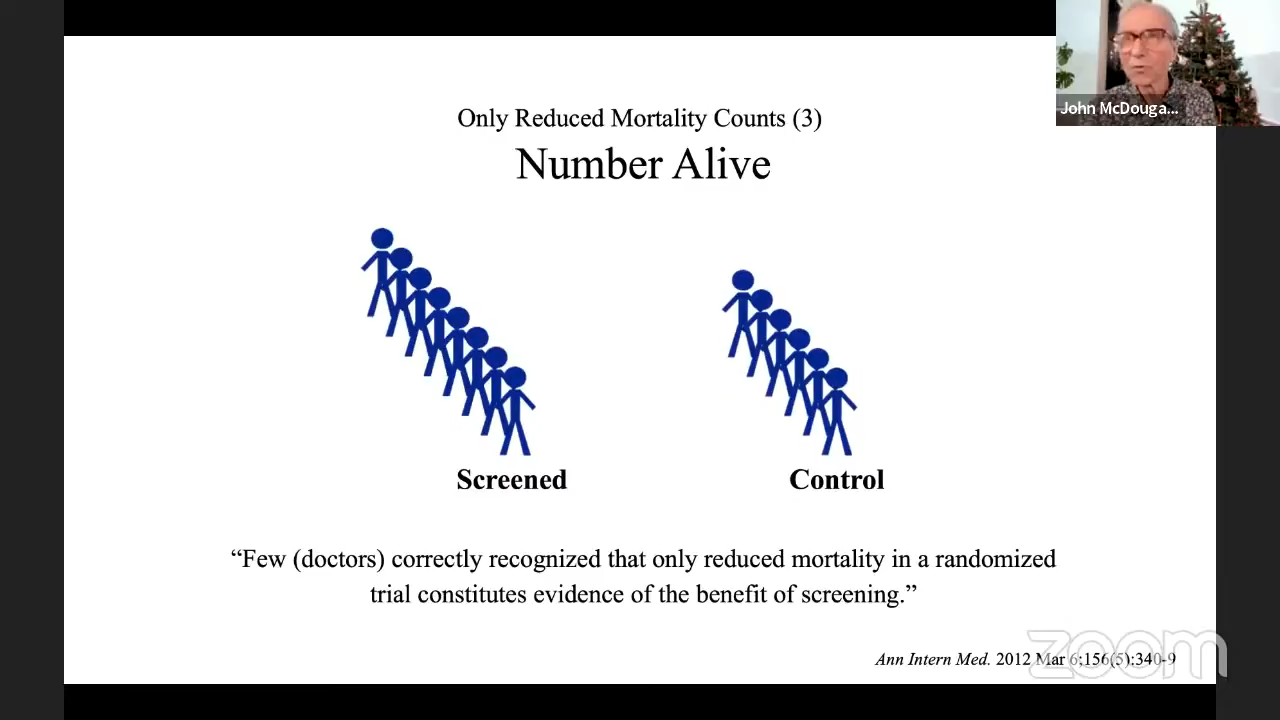 John McDouga...
Only Reduced Mortality Counts (3)
Number Alive
Screened
Control
“Few (doctors) correctly recognized that only reduced mortality in a randomized
trial constitutes evidence of the benefit of screening.”
Ann Intern Med. 2012 Mar 6;156(5):340-9
zoom